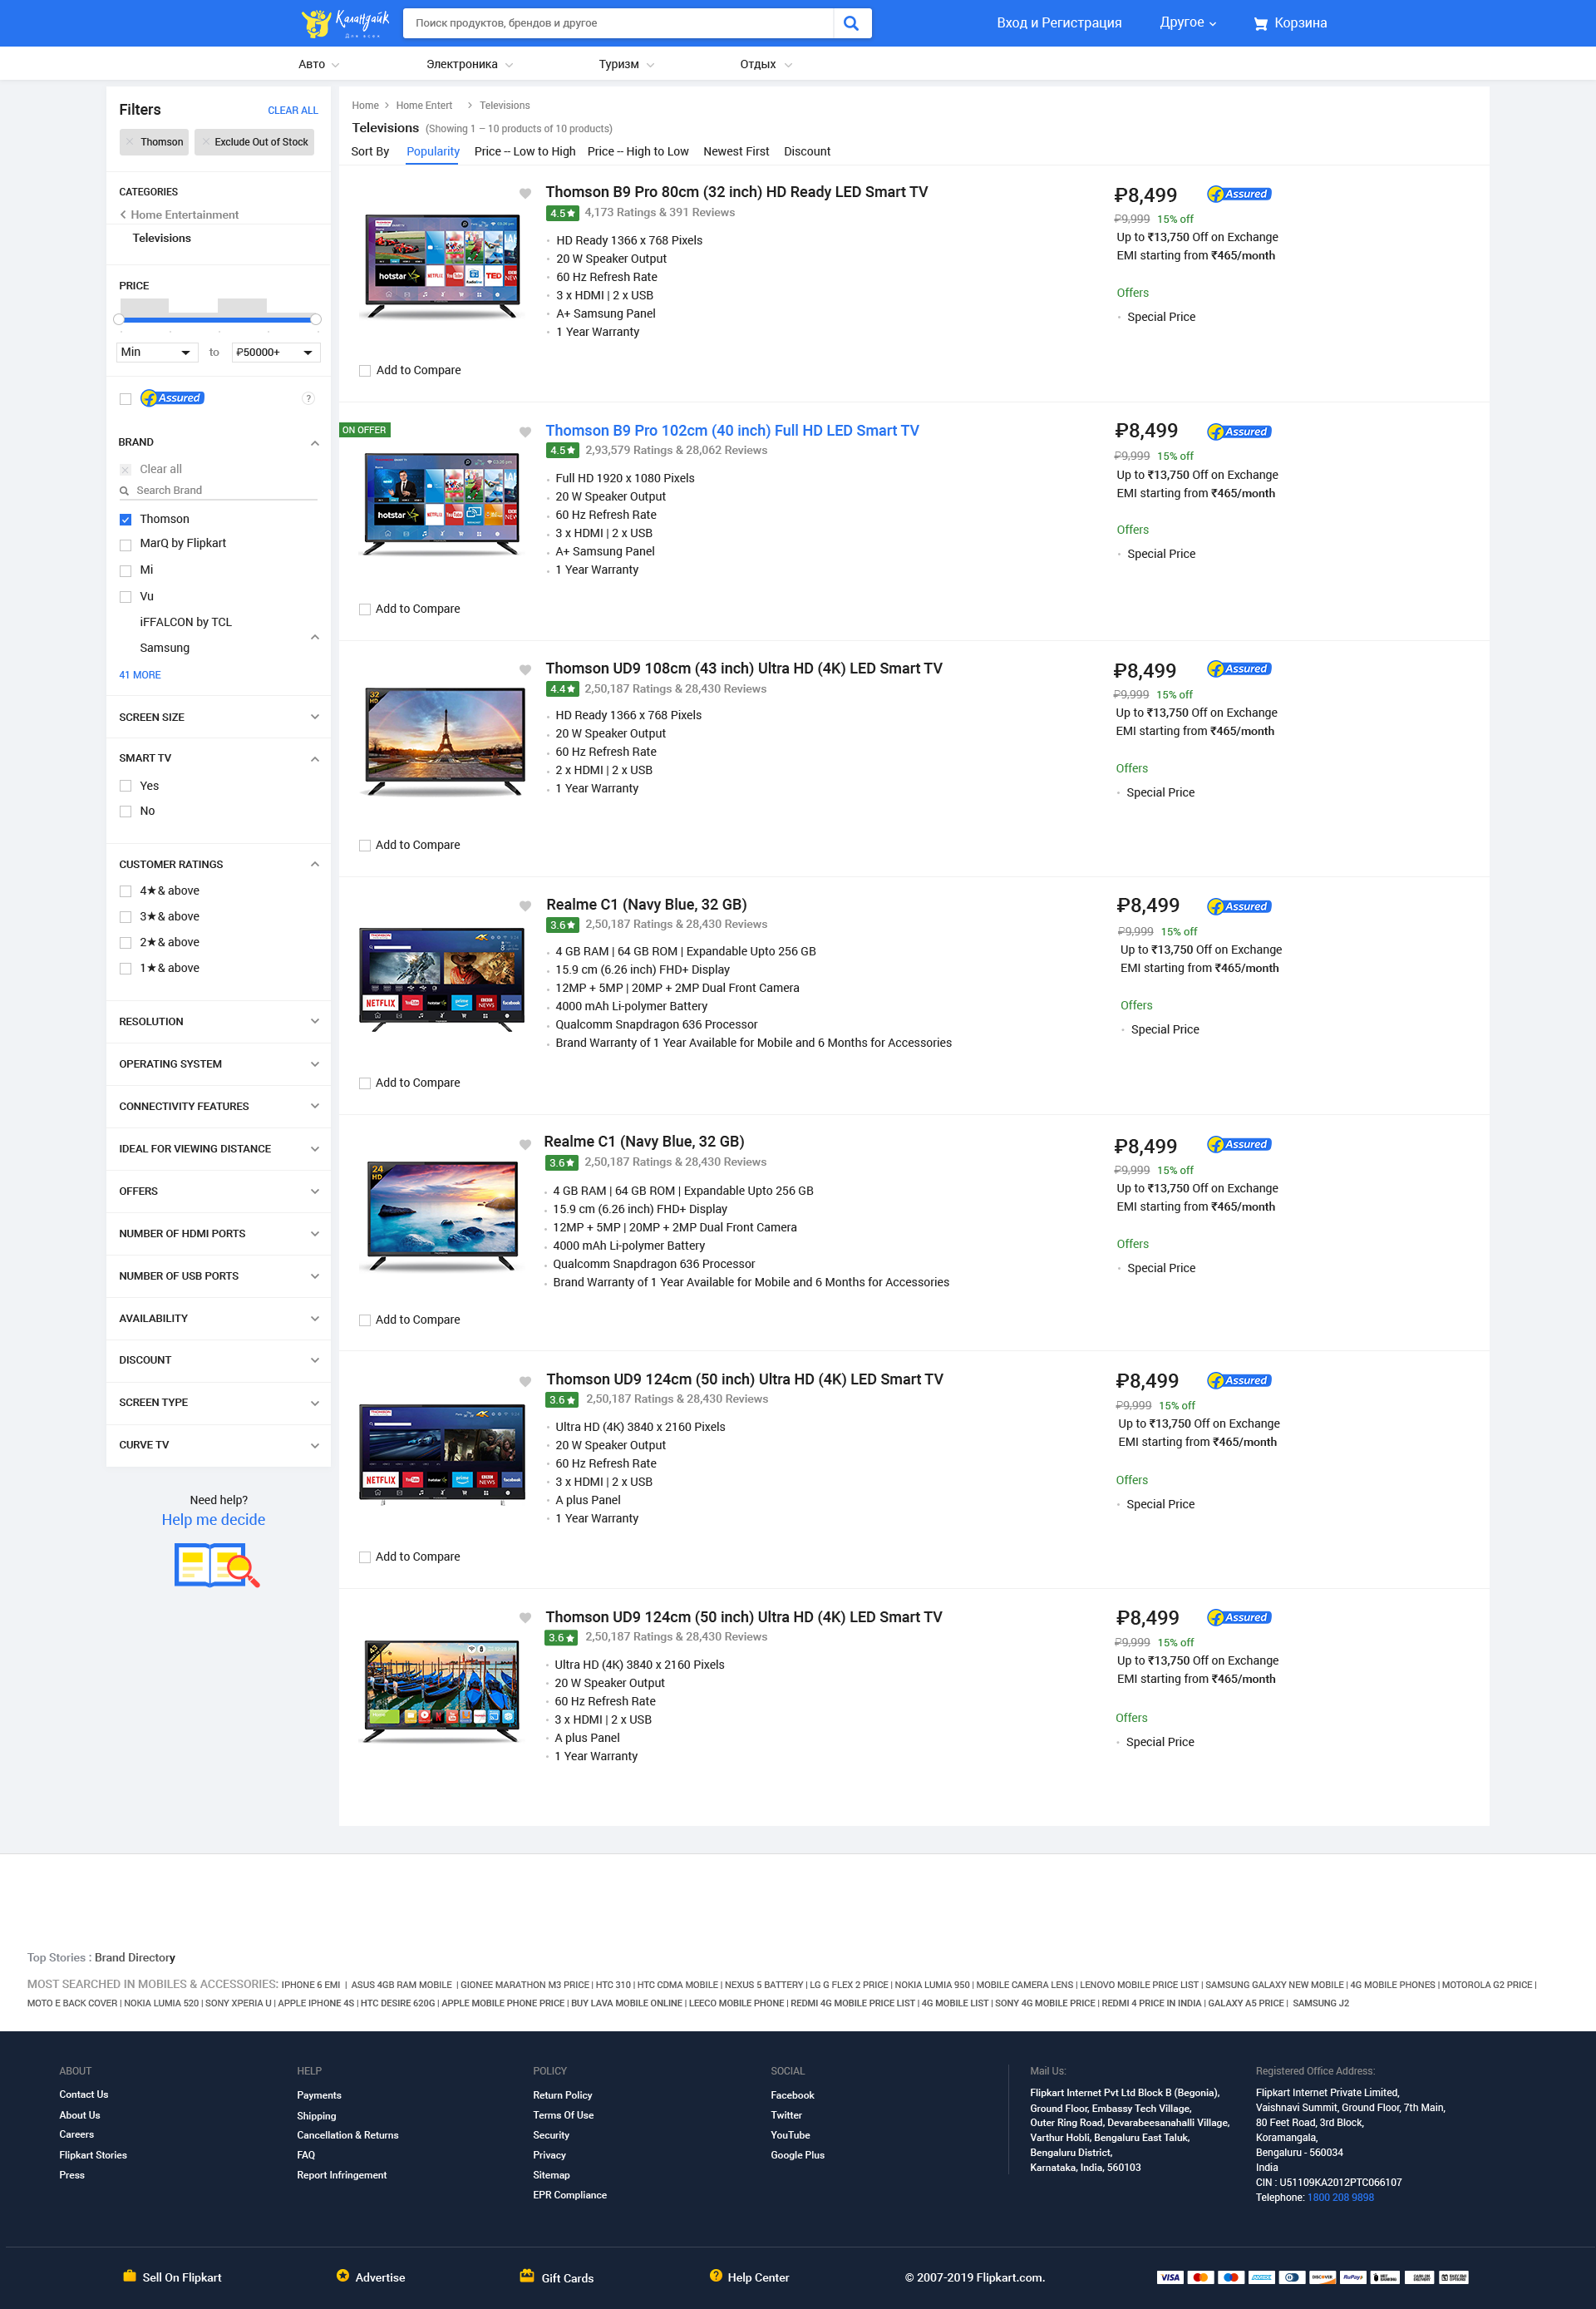 Каландайк
Для всех
Поиск продуктов, брендов и другое
Вход и Регистрация
Другое
Корзина
Авто
Электроника
Туризм
Отдых
Filters
CLEAR ALL
Thomson
Exclude Out of Stock
CATEGORIES
Home Entertainment
Televisions
PRICE
Min
to
₽50000+
Assured
?
BRAND
Clear all
Search Brand
Thomson
MarQ by Flipkart
Mi
Vu
iFFALCON by TCL
Samsung
41 MORE
SCREEN SIZE
SMART TV
Yes
No
CUSTOMER RATINGS
4★& above
3★& above
2★& above
1★& above
RESOLUTION
OPERATING SYSTEM
CONNECTIVITY FEATURES
IDEAL FOR VIEWING DISTANCE
OFFERS
NUMBER OF HDMI PORTS
NUMBER OF USB PORTS
AVAILABILITY
DISCOUNT
SCREEN TYPE
CURVE TV
Need help?
Help me decide
Home > Home Entert > Televisions
Televisions (Showing 1 – 10 products of 10 products)
Sort By Popularity Price -- Low to High Price -- High to Low Newest First Discount
Thomson B9 Pro 80cm (32 inch) HD Ready LED Smart TV
4.5★ 4,173 Ratings & 391 Reviews
HD Ready 1366 x 768 Pixels
20 W Speaker Output
60 Hz Refresh Rate
3 x HDMI | 2 x USB
A+ Samsung Panel
1 Year Warranty
hotstar
NETFLIX
TED
Add to Compare
₽8,499
Assured
₽9,999 15% off
Up to ₹13,750 Off on Exchange
EMI starting from ₹465/month
Offers
Special Price
ON OFFER
Thomson B9 Pro 102cm (40 inch) Full HD LED Smart TV
4.5★ 2,93,579 Ratings & 28,062 Reviews
Full HD 1920 x 1080 Pixels
20 W Speaker Output
60 Hz Refresh Rate
3 x HDMI | 2 x USB
A+ Samsung Panel
1 Year Warranty
hotstar
Add to Compare
₽8,499
Assured
₽9,999 15% off
Up to ₹13,750 Off on Exchange
EMI starting from ₹465/month
Offers
Special Price
Thomson UD9 108cm (43 inch) Ultra HD (4K) LED Smart TV
4.4★ 2,50,187 Ratings & 28,430 Reviews
HD Ready 1366 x 768 Pixels
20 W Speaker Output
60 Hz Refresh Rate
2 x HDMI | 2 x USB
1 Year Warranty
32
HD
Add to Compare
₽8,499
Assured
₽9,999 15% off
Up to ₹13,750 Off on Exchange
EMI starting from ₹465/month
Offers
Special Price
Realme C1 (Navy Blue, 32 GB)
3.6★ 2,50,187 Ratings & 28,430 Reviews
4 GB RAM | 64 GB ROM | Expandable Upto 256 GB
15.9 cm (6.26 inch) FHD+ Display
12MP + 5MP | 20MP + 2MP Dual Front Camera
4000 mAh Li-polymer Battery
Qualcomm Snapdragon 636 Processor
Brand Warranty of 1 Year Available for Mobile and 6 Months for Accessories
NETFLIX
Add to Compare
₽8,499
Assured
₽9,999 15% off
Up to ₹13,750 Off on Exchange
EMI starting from ₹465/month
Offers
Special Price
Realme C1 (Navy Blue, 32 GB)
3.6★ 2,50,187 Ratings & 28,430 Reviews
4 GB RAM | 64 GB ROM | Expandable Upto 256 GB
15.9 cm (6.26 inch) FHD+ Display
12MP + 5MP | 20MP + 2MP Dual Front Camera
4000 mAh Li-polymer Battery
Qualcomm Snapdragon 636 Processor
Brand Warranty of 1 Year Available for Mobile and 6 Months for Accessories
24
HD
Add to Compare
₽8,499
Assured
₽9,999 15% off
Up to ₹13,750 Off on Exchange
EMI starting from ₹465/month
Offers
Special Price
Thomson UD9 124cm (50 inch) Ultra HD (4K) LED Smart TV
3.6★ 2,50,187 Ratings & 28,430 Reviews
Ultra HD (4K) 3840 x 2160 Pixels
20 W Speaker Output
60 Hz Refresh Rate
3 x HDMI | 2 x USB
A plus Panel
1 Year Warranty
NETFLIX
Add to Compare
₽8,499
Assured
₽9,999 15% off
Up to ₹13,750 Off on Exchange
EMI starting from ₹465/month
Offers
Special Price
Thomson UD9 124cm (50 inch) Ultra HD (4K) LED Smart TV
3.6★ 2,50,187 Ratings & 28,430 Reviews
Ultra HD (4K) 3840 x 2160 Pixels
20 W Speaker Output
60 Hz Refresh Rate
3 x HDMI | 2 x USB
A plus Panel
1 Year Warranty
43
₽8,499
Assured
₽9,999 15% off
Up to ₹13,750 Off on Exchange
EMI starting from ₹465/month
Offers
Special Price
Top Stories : Brand Directory
MOST SEARCHED IN MOBILES & ACCESSORIES: IPHONE 6 EMI | ASUS 4GB RAM MOBILE | GIONEE MARATHON M3 PRICE | HTC 310 | HTC CDMA MOBILE | NEXUS 5 BATTERY | LG G FLEX 2 PRICE | NOKIA LUMIA 950 | MOBILE CAMERA LENS | LENOVO MOBILE PRICE LIST | SAMSUNG GALAXY NEW MOBILE | 4G MOBILE PHONES | MOTOROLA G2 PRICE |
MOTO E BACK COVER | NOKIA LUMIA 520 | SONY XPERIA U | APPLE IPHONE 4S | HTC DESIRE 620G | APPLE MOBILE PHONE PRICE | BUY LAVA MOBILE ONLINE | LEECO MOBILE PHONE | REDMI 4G MOBILE PRICE LIST | 4G MOBILE LIST | SONY 4G MOBILE PRICE | REDMI 4 PRICE IN INDIA | GALAXY A5 PRICE | SAMSUNG J2
ABOUT
Contact Us
About Us
Careers
Flipkart Stories
Press
HELP
Payments
Shipping
Cancellation & Returns
FAQ
Report Infringement
POLICY
Return Policy
Terms Of Use
Security
Privacy
Sitemap
EPR Compliance
SOCIAL
Facebook
Twitter
YouTube
Google Plus
Mail Us:
Flipkart Internet Pvt Ltd Block B (Begonia),
Ground Floor, Embassy Tech Village,
Outer Ring Road, Devarabeesanahalli Village,
Varthur Hobli, Bengaluru East Taluk,
Bengaluru District,
Karnataka, India, 560103
Registered Office Address:
Flipkart Internet Private Limited,
Vaishnavi Summit, Ground Floor, 7th Main,
80 Feet Road, 3rd Block,
Koramangala,
Bengaluru - 560034
India
CIN : U51109KA2012PTC066107
Telephone: 1800 208 9898
Sell On Flipkart
Advertise
Gift Cards
Help Center
© 2007-2019 Flipkart.com.
VISA
DISCOVER
RuPay